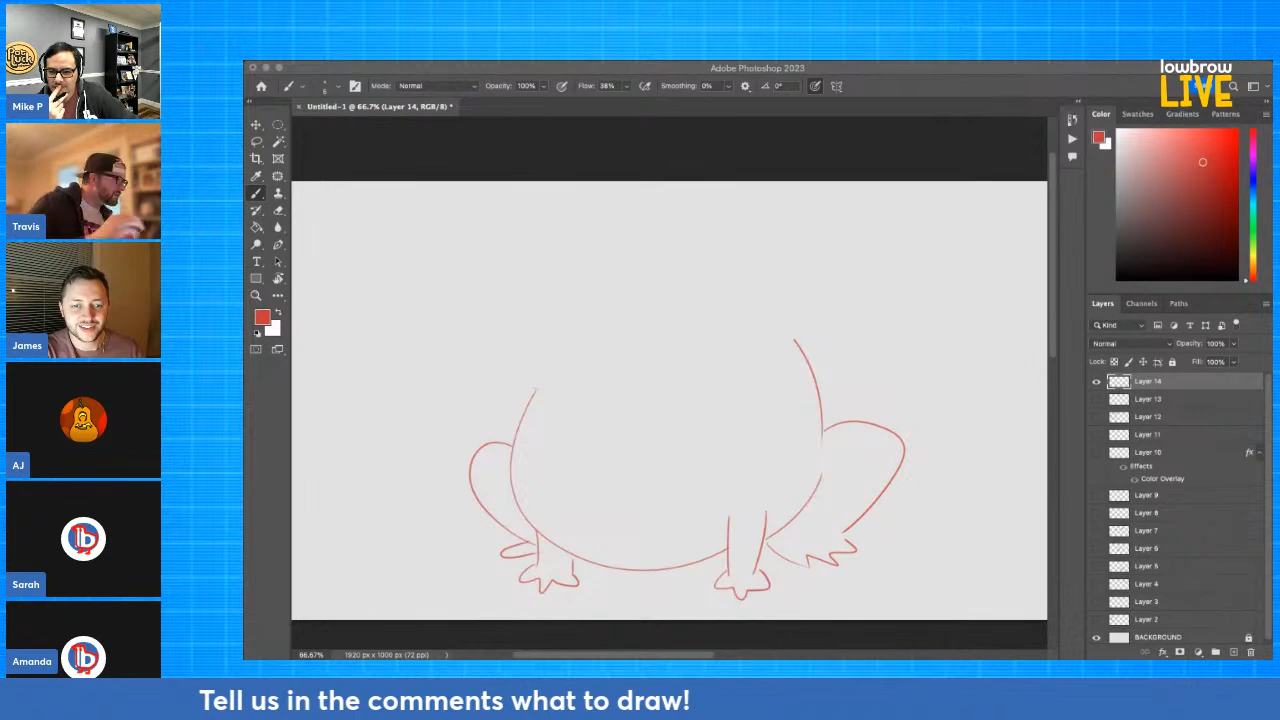 lowbrow
LIVE
Mike P
Travis
James
AJ
Sarah
Amanda
Adobe Photoshop 2023
5
Mode: Normal
Opacity: 100%
Flow: 38%
Smoothing: 0%
0°
× Untitled-1 @ 66.7% (Layer 14, RGB/8) *
Color Swatches Gradients Patterns
Layers Channels Paths
Kind
Normal
Opacity: 100%
Lock:
Fill: 100%
Layer 14
Layer 13
Layer 12
Layer 11
Layer 10 fx
Effects
Color Overlay
Layer 9
Layer 8
Layer 7
Layer 6
Layer 5
Layer 4
Layer 3
Layer 2
BACKGROUND
66.67% 1920 px x 1000 px (72 ppi)
Tell us in the comments what to draw!